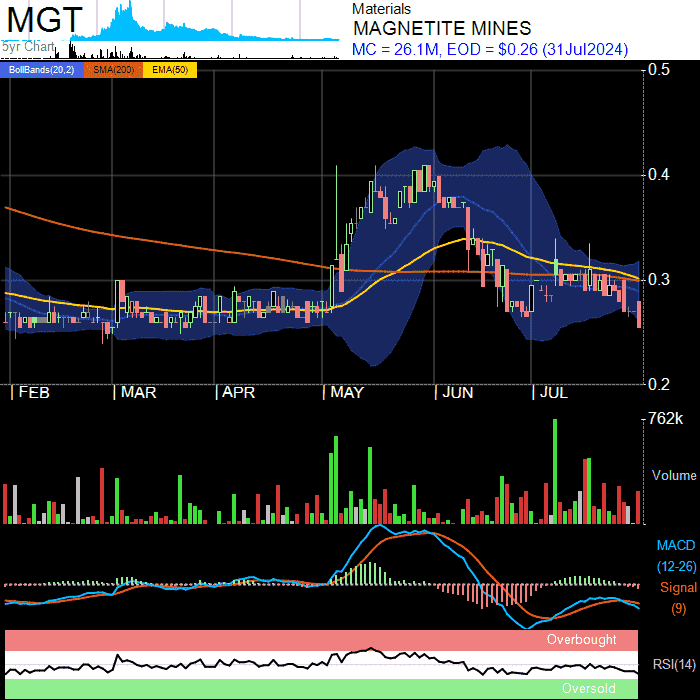 MGT
5yr Chart
Materials
MAGNETITE MINES
MC = 26.1M, EOD = $0.26 (31Jul2024)
BollBands(20,2) SMA(200) EMA(50)
0.5
0.4
0.3
0.2
FEB MAR APR MAY JUN JUL
762k
Volume
MACD
(12-26)
Signal
(9)
Overbought
RSI(14)
Oversold